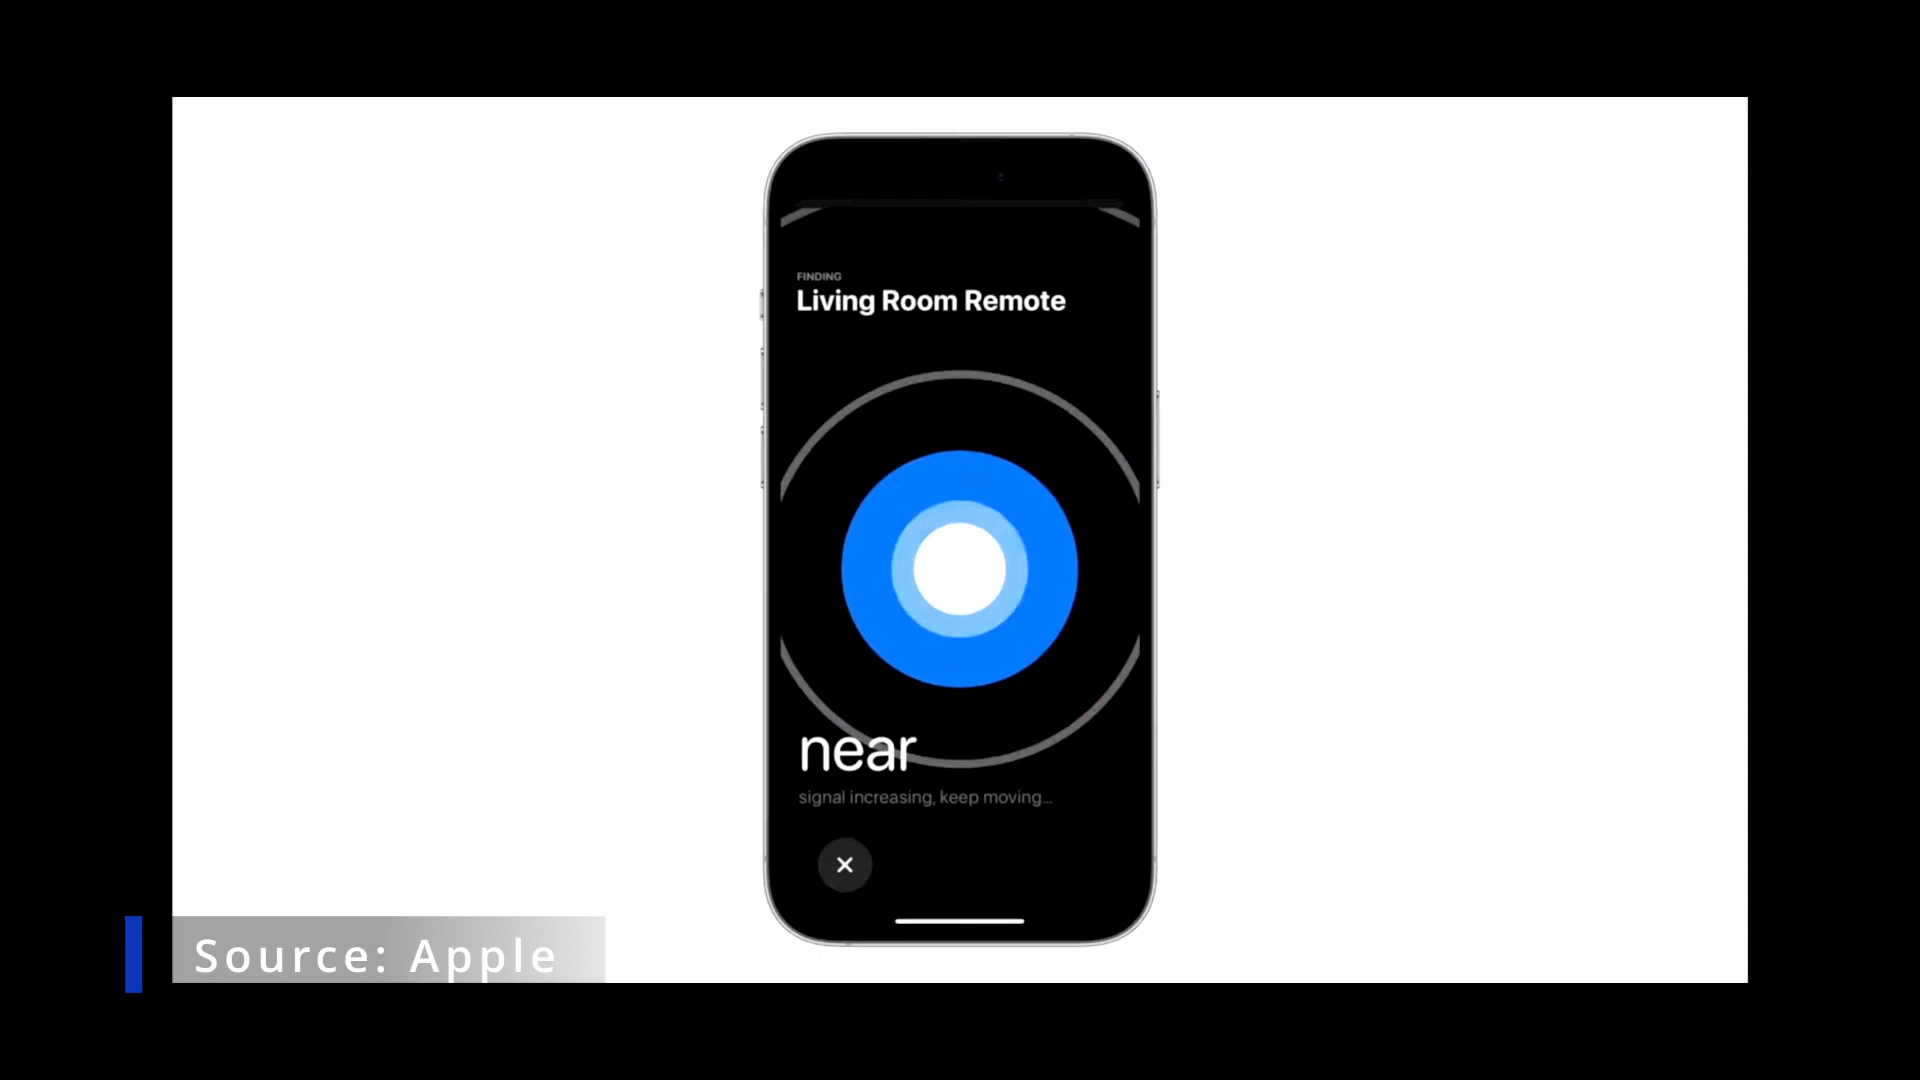 FINDING
Living Room Remote
near
signal increasing, keep moving...
Source: Apple